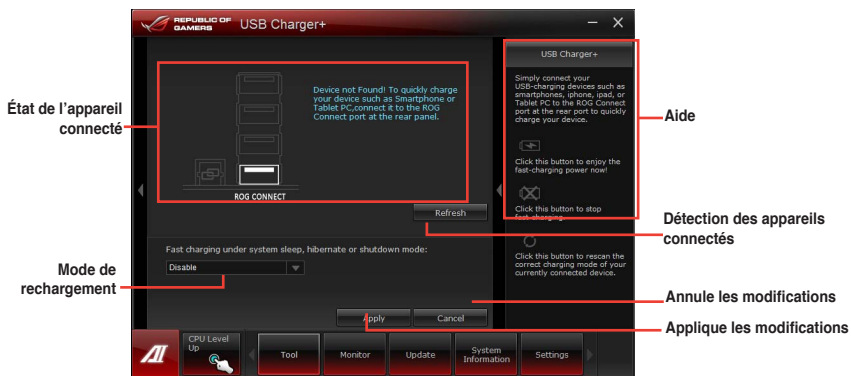 REPUBLIC OF
GAMERS
USB Charger+
État de l'appareil
connecté
Device not Found! To quickly charge
your device such as Smartphone or
Tablet PC,connect it to the ROG
Connect port at the rear panel.
ROG CONNECT
Refresh
USB Charger+
Simply connect your
USB-charging devices such as
smartphones, iphone, ipad, or
Tablet PC to the ROG Connect
port at the rear port to quickly
charge your device.
Click this button to enjoy the
fast-charging power now!
Click this button to stop
fast-charging.
Click this button to rescan the
correct charging mode of your
currently connected device.
Aide
Détection des appareils
connectés
Fast charging under system sleep, hibernate or shutdown mode:
Disable
Mode de
rechargement
Apply
Cancel
Annule les modifications
Applique les modifications
CPU Level
Up
Tool
Monitor
Update
System
Information
Settings